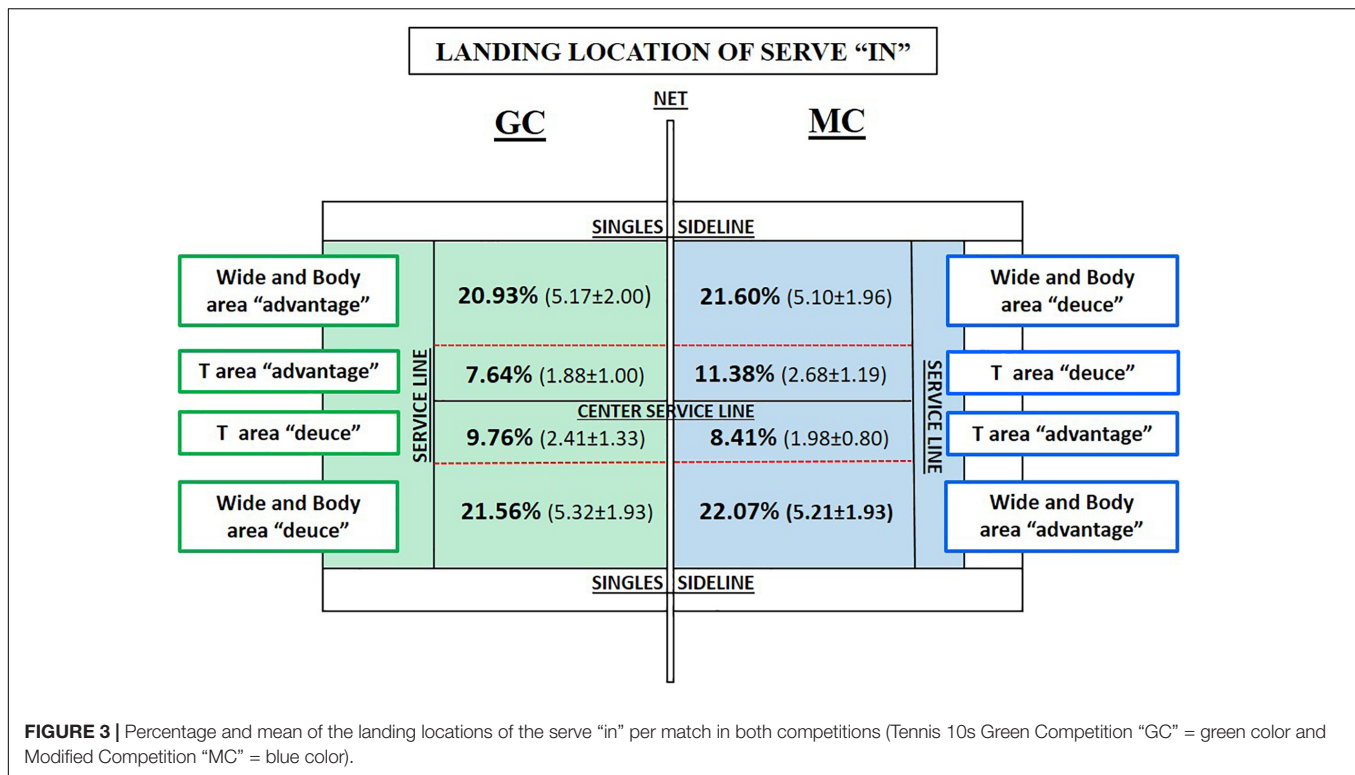 LANDING LOCATION OF SERVE “IN”
NET
GC
MC
SINGLES SIDELINE
Wide and Body
area “advantage”
20.93% (5.17±2.00)
21.60% (5.10±1.96)
Wide and Body
area “deuce”
T area “advantage”
7.64% (1.88±1.00)
11.38% (2.68±1.19)
T area “deuce”
SERVICE LINE
CENTER SERVICE LINE
SERVICE LINE
T area “deuce”
9.76% (2.41±1.33)
8.41% (1.98±0.80)
T area “advantage”
Wide and Body
area “deuce”
21.56% (5.32±1.93)
22.07% (5.21±1.93)
Wide and Body
area “advantage”
SINGLES SIDELINE
FIGURE 3 | Percentage and mean of the landing locations of the serve “in” per match in both competitions (Tennis 10s Green Competition “GC” = green color and
Modified Competition “MC” = blue color).